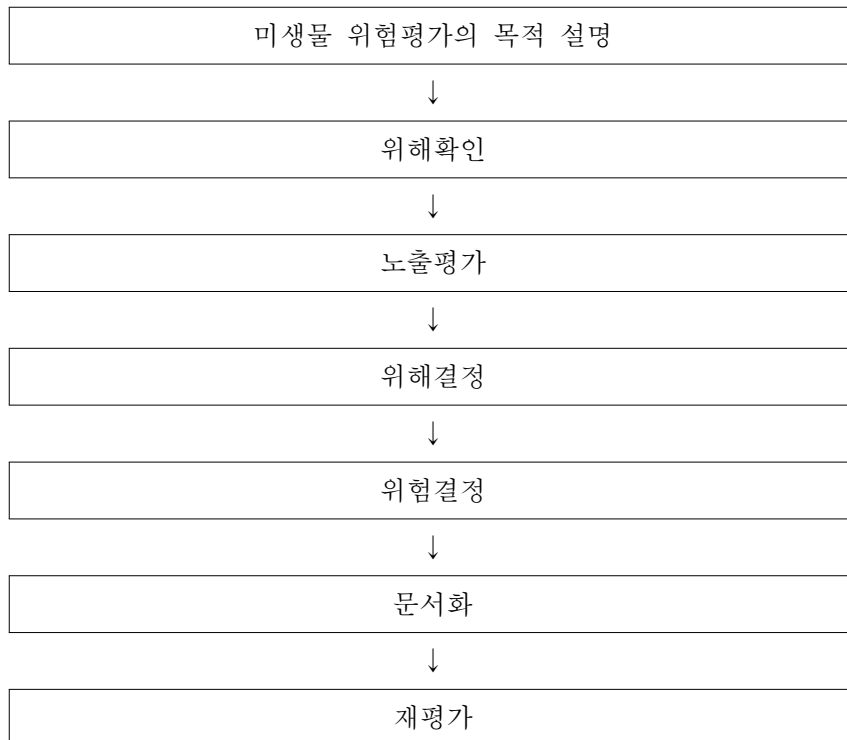 미생물 위험평가의 목적 설명
↓
위해확인
↓
노출평가
↓
위해결정
↓
위험결정
↓
문서화
↓
재평가